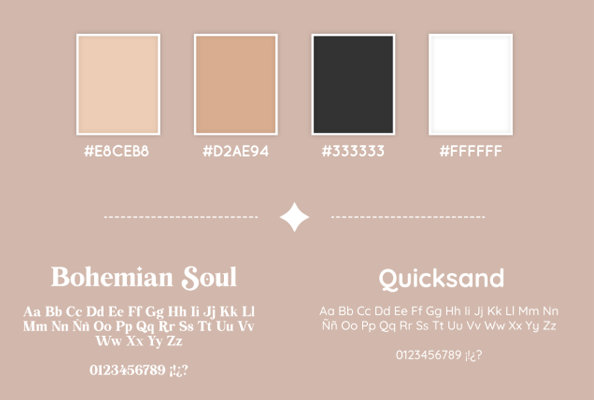 #E8CEB8 #D2AE94 #333333 #FFFFFF
Bohemian Soul
Aa Bb Cc Dd Ee Ff Gg Hh Ii Jj Kk Ll
Mm Nn Ññ Oo Pp Qq Rr Ss Tt Uu Vv
Ww Xx Yy Zz
0123456789 ¡!¿?
Quicksand
Aa Bb Cc Dd Ee Ff Gg Hh Ii Jj Kk Ll Mm Nn
Ññ Oo Pp Qq Rr Ss Tt Uu Vv Ww Xx Yy Zz
0123456789 ¡!¿?